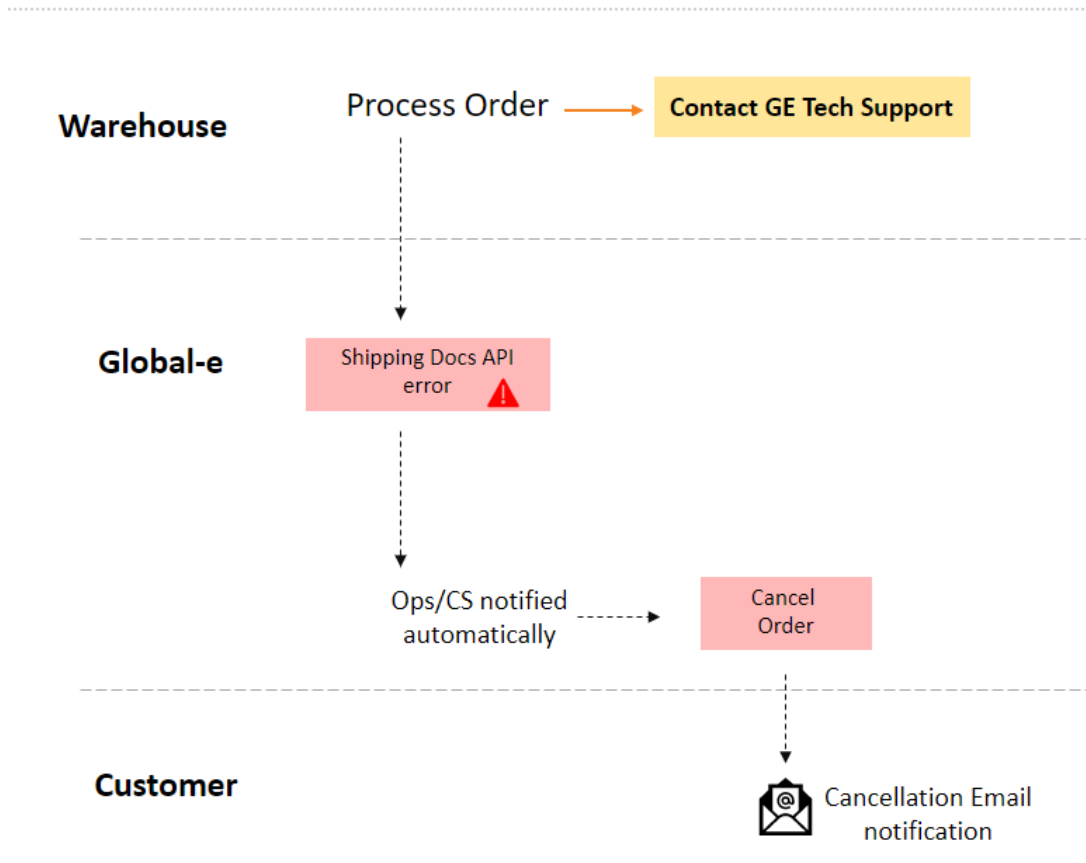 Warehouse
Process Order
Contact GE Tech Support
Global-e
Shipping Docs API
error
!
Ops/CS notified
automatically
Cancel
Order
Customer
@
Cancellation Email
notification